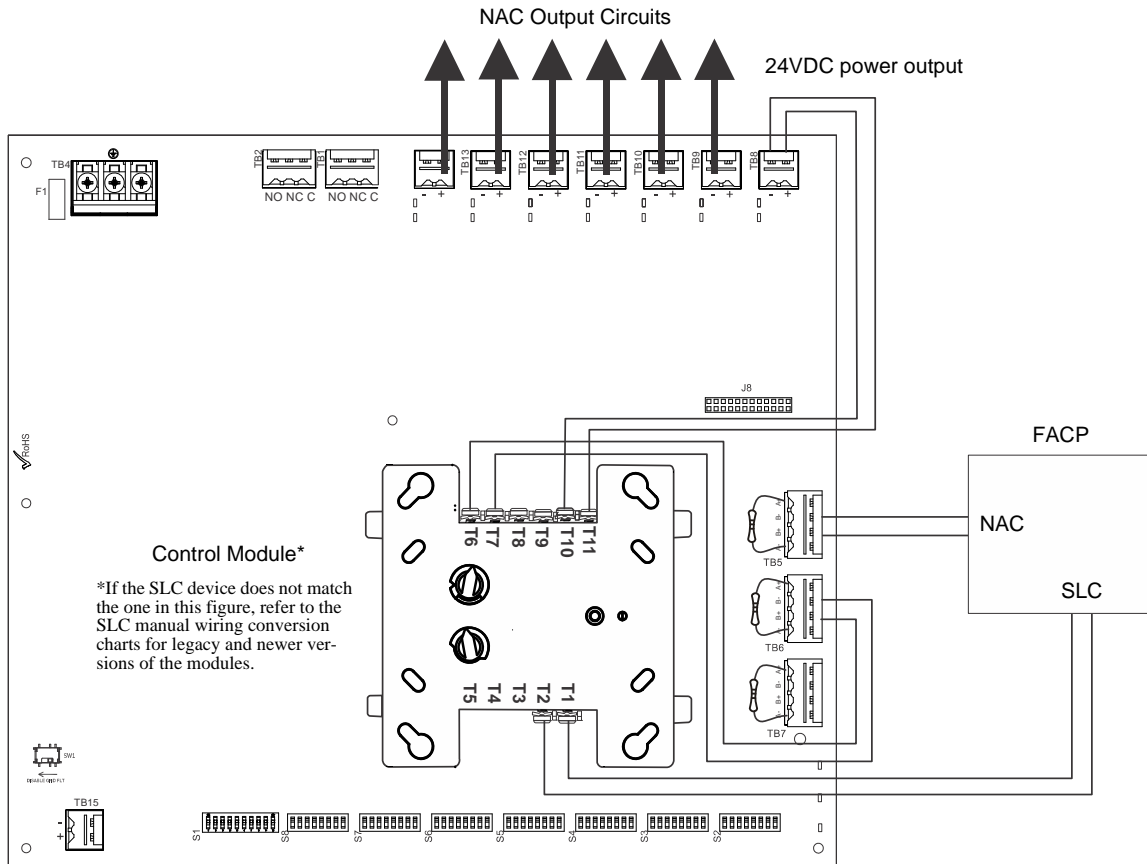 NAC Output Circuits
24VDC power output
TB4
F1
TB2
TB1
NO NC C
NO NC C
TB13
TB12
TB11
TB10
TB9
TB8
- +
- +
- +
- +
- +
- +
-
J8
RoHS
FACP
NAC
SLC
Control Module*
*If the SLC device does not match
the one in this figure, refer to the
SLC manual wiring conversion
charts for legacy and newer ver-
sions of the modules.
T6 T7 T8 T9 T10 T11
T5 T4 T3 T2 T1
A+
B-
B+
TB5
A+
B-
B+
TB6
A+
B-
B+
TB7
SW1
DISABLE GND FLT
TB15
-
+
S1
S8
S7
S6
S5
S4
S3
S2